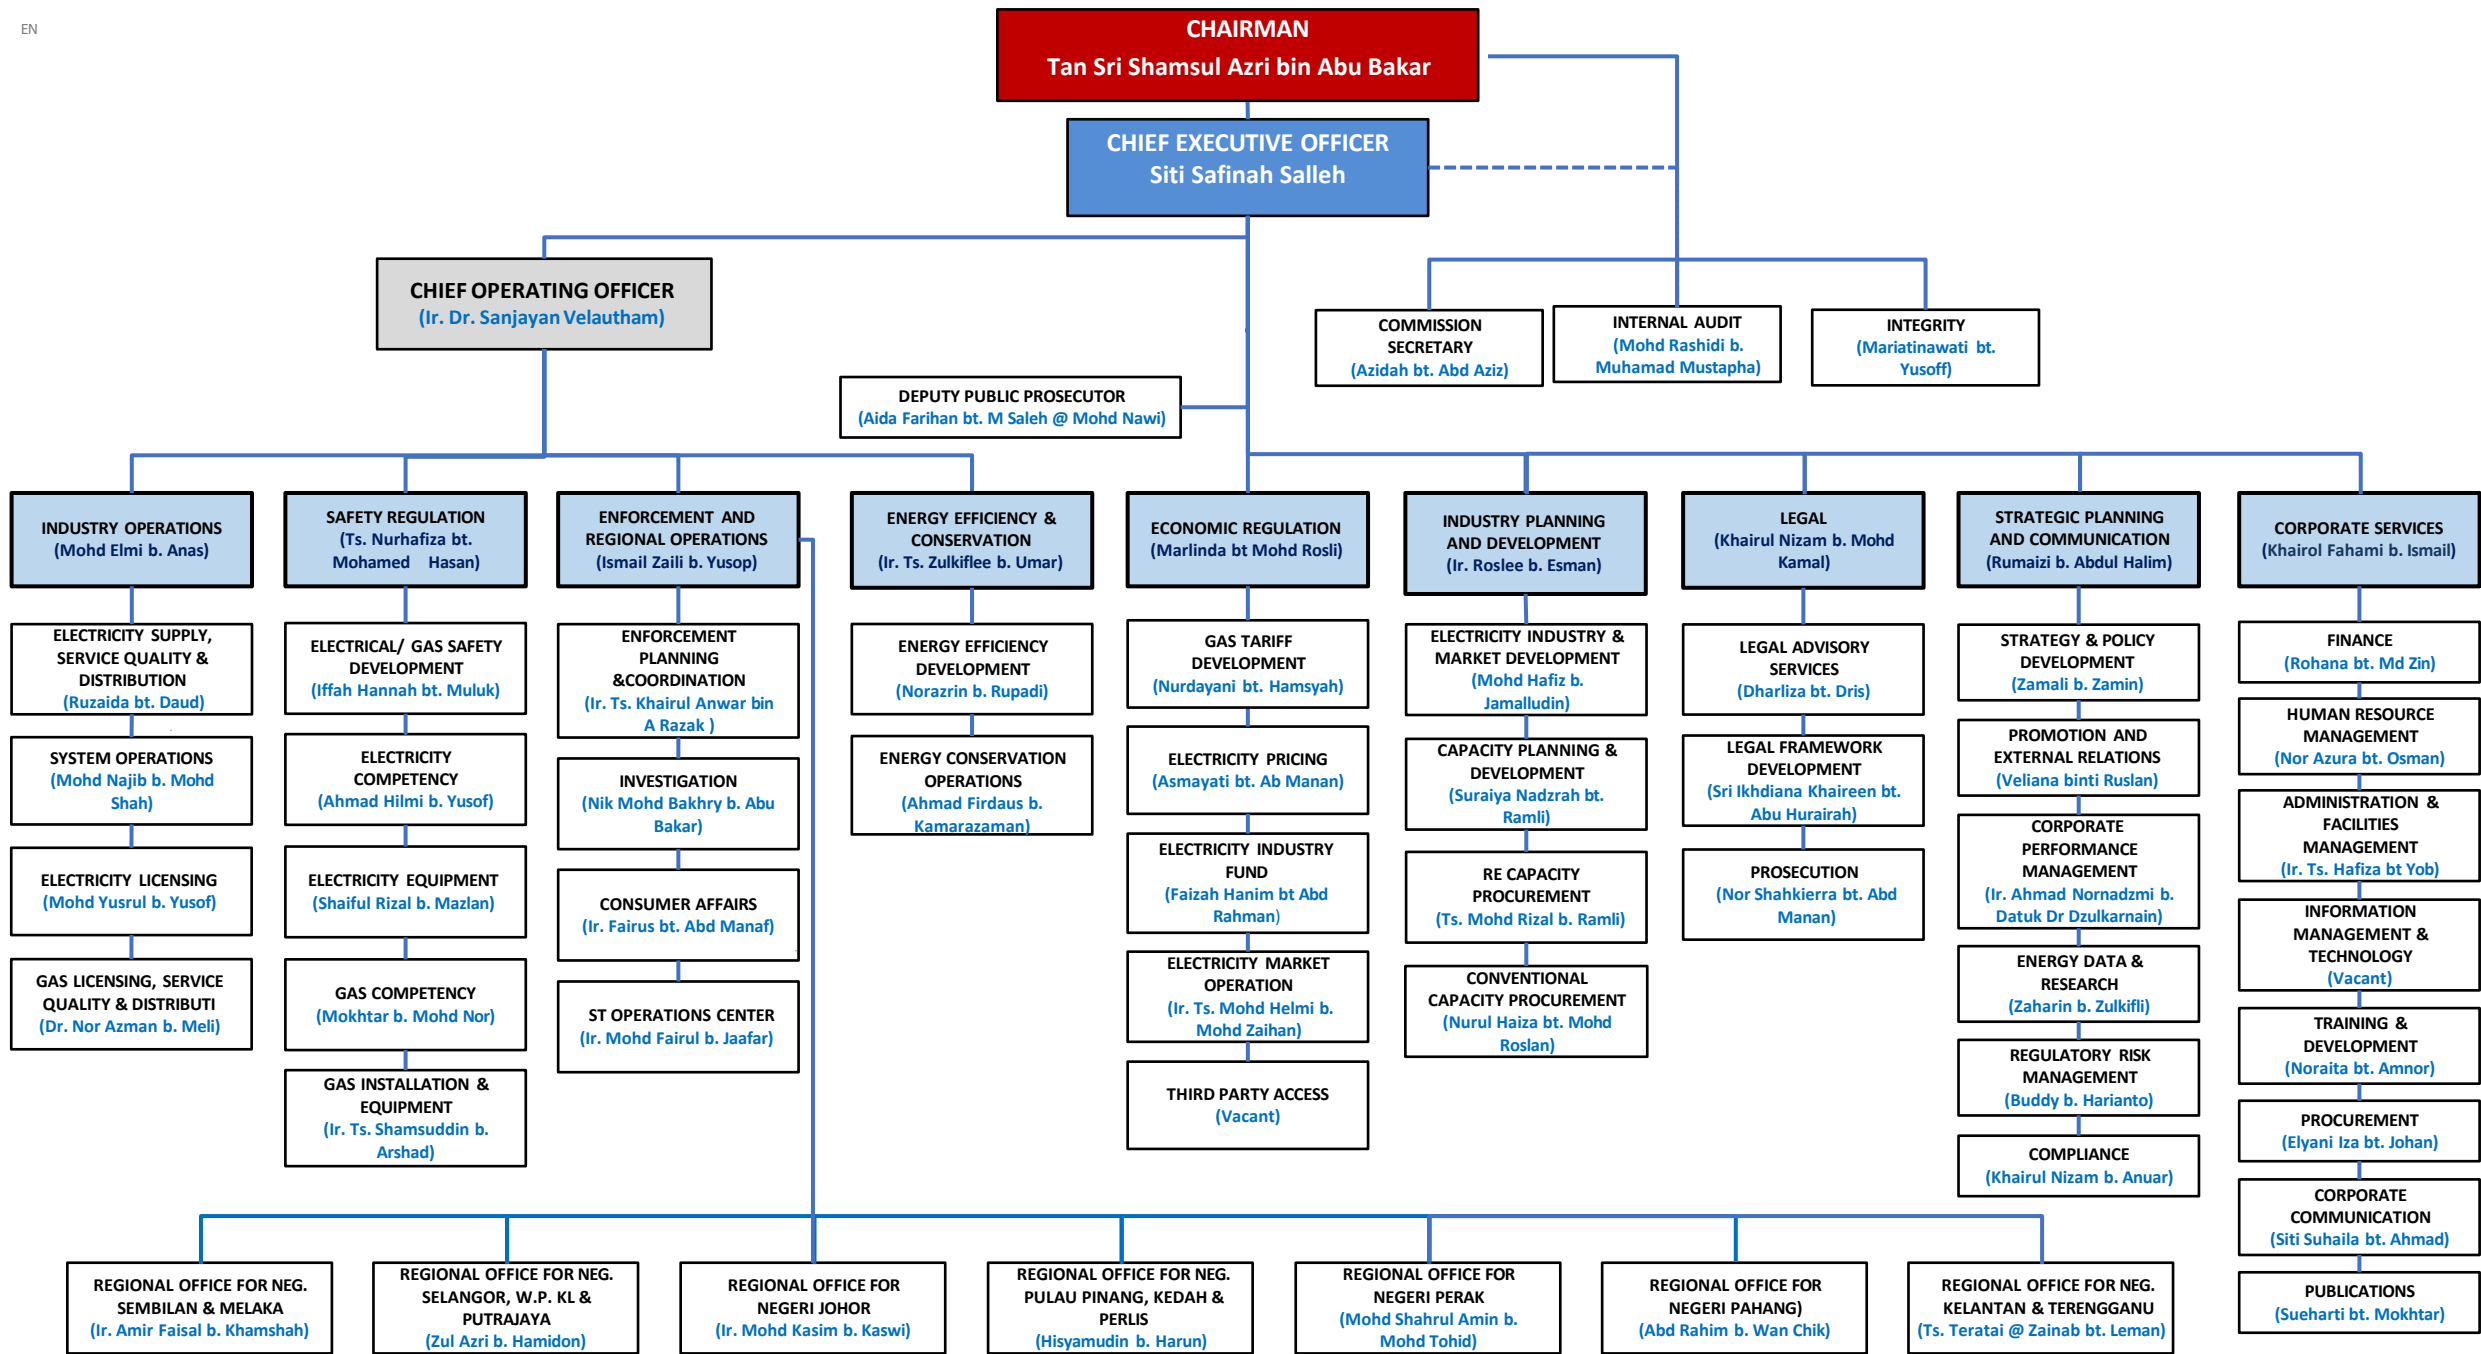 EN
CHAIRMAN
Tan Sri Shamsul Azri bin Abu Bakar
CHIEF EXECUTIVE OFFICER
Siti Safinah Salleh
CHIEF OPERATING OFFICER
(Ir. Dr. Sanjayan Velautham)
COMMISSION
SECRETARY
(Azidah bt. Abd Aziz)
INTERNAL AUDIT
(Mohd Rashidi b.
Muhamad Mustapha)
INTEGRITY
(Mariatinawati bt.
Yusoff)
DEPUTY PUBLIC PROSECUTOR
(Aida Farihan bt. M Saleh @ Mohd Nawi)
INDUSTRY OPERATIONS
(Mohd Elmi b. Anas)
SAFETY REGULATION
(Ts. Nurhafiza bt.
Mohamed Hasan)
ENFORCEMENT AND
REGIONAL OPERATIONS
(Ismail Zaili b. Yusop)
ENERGY EFFICIENCY &
CONSERVATION
(Ir. Ts. Zulkiflee b. Umar)
ECONOMIC REGULATION
(Marlinda bt Mohd Rosli)
INDUSTRY PLANNING
AND DEVELOPMENT
(Ir. Roslee b. Esman)
LEGAL
(Khairul Nizam b. Mohd
Kamal)
STRATEGIC PLANNING
AND COMMUNICATION
(Rumaizi b. Abdul Halim)
CORPORATE SERVICES
(Khairol Fahami b. Ismail)
ELECTRICITY SUPPLY,
SERVICE QUALITY &
DISTRIBUTION
(Ruzaida bt. Daud)
SYSTEM OPERATIONS
(Mohd Najib b. Mohd
Shah)
ELECTRICITY LICENSING
(Mohd Yusrul b. Yusof)
GAS LICENSING, SERVICE
QUALITY & DISTRIBUTI
(Dr. Nor Azman b. Meli)
ELECTRICAL/ GAS SAFETY
DEVELOPMENT
(Iffah Hannah bt. Muluk)
ELECTRICITY
COMPETENCY
(Ahmad Hilmi b. Yusof)
ELECTRICITY EQUIPMENT
(Shaiful Rizal b. Mazlan)
GAS COMPETENCY
(Mokhtar b. Mohd Nor)
GAS INSTALLATION &
EQUIPMENT
(Ir. Ts. Shamsuddin b.
Arshad)
ENFORCEMENT
PLANNING
&COORDINATION
(Ir. Ts. Khairul Anwar bin
A Razak )
INVESTIGATION
(Nik Mohd Bakhry b. Abu
Bakar)
CONSUMER AFFAIRS
(Ir. Fairus bt. Abd Manaf)
ST OPERATIONS CENTER
(Ir. Mohd Fairul b. Jaafar)
ENERGY EFFICIENCY
DEVELOPMENT
(Norazrin b. Rupadi)
ENERGY CONSERVATION
OPERATIONS
(Ahmad Firdaus b.
Kamarazaman)
GAS TARIFF
DEVELOPMENT
(Nurdayani bt. Hamsyah)
ELECTRICITY PRICING
(Asmayati bt. Ab Manan)
ELECTRICITY INDUSTRY
FUND
(Faizah Hanim bt Abd
Rahman)
ELECTRICITY MARKET
OPERATION
(Ir. Ts. Mohd Helmi b.
Mohd Zaihan)
THIRD PARTY ACCESS
(Vacant)
ELECTRICITY INDUSTRY &
MARKET DEVELOPMENT
(Mohd Hafiz b.
Jamalludin)
CAPACITY PLANNING &
DEVELOPMENT
(Suraiya Nadzrah bt.
Ramli)
RE CAPACITY
PROCUREMENT
(Ts. Mohd Rizal b. Ramli)
CONVENTIONAL
CAPACITY PROCUREMENT
(Nurul Haiza bt. Mohd
Roslan)
LEGAL ADVISORY
SERVICES
(Dharliza bt. Dris)
LEGAL FRAMEWORK
DEVELOPMENT
(Sri Ikhdiana Khaireen bt.
Abu Hurairah)
PROSECUTION
(Nor Shahkierra bt. Abd
Manan)
STRATEGY & POLICY
DEVELOPMENT
(Zamali b. Zamin)
PROMOTION AND
EXTERNAL RELATIONS
(Veliana binti Ruslan)
CORPORATE
PERFORMANCE
MANAGEMENT
(Ir. Ahmad Nornadzmi b.
Datuk Dr Dzulkarnain)
ENERGY DATA &
RESEARCH
(Zaharin b. Zulkifli)
REGULATORY RISK
MANAGEMENT
(Buddy b. Harianto)
COMPLIANCE
(Khairul Nizam b. Anuar)
FINANCE
(Rohana bt. Md Zin)
HUMAN RESOURCE
MANAGEMENT
(Nor Azura bt. Osman)
ADMINISTRATION &
FACILITIES
MANAGEMENT
(Ir. Ts. Hafiza bt Yob)
INFORMATION
MANAGEMENT &
TECHNOLOGY
(Vacant)
TRAINING &
DEVELOPMENT
(Noraita bt. Amnor)
PROCUREMENT
(Elyani Iza bt. Johan)
CORPORATE
COMMUNICATION
(Siti Suhaila bt. Ahmad)
PUBLICATIONS
(Sueharti bt. Mokhtar)
REGIONAL OFFICE FOR NEG.
SEMBILAN & MELAKA
(Ir. Amir Faisal b. Khamshah)
REGIONAL OFFICE FOR NEG.
SELANGOR, W.P. KL &
PUTRAJAYA
(Zul Azri b. Hamidon)
REGIONAL OFFICE FOR
NEGERI JOHOR
(Ir. Mohd Kasim b. Kaswi)
REGIONAL OFFICE FOR NEG.
PULAU PINANG, KEDAH &
PERLIS
(Hisyamudin b. Harun)
REGIONAL OFFICE FOR
NEGERI PERAK
(Mohd Shahrul Amin b.
Mohd Tohid)
REGIONAL OFFICE FOR
NEGERI PAHANG)
(Abd Rahim b. Wan Chik)
REGIONAL OFFICE FOR NEG.
KELANTAN & TERENGGANU
(Ts. Teratai @ Zainab bt. Leman)